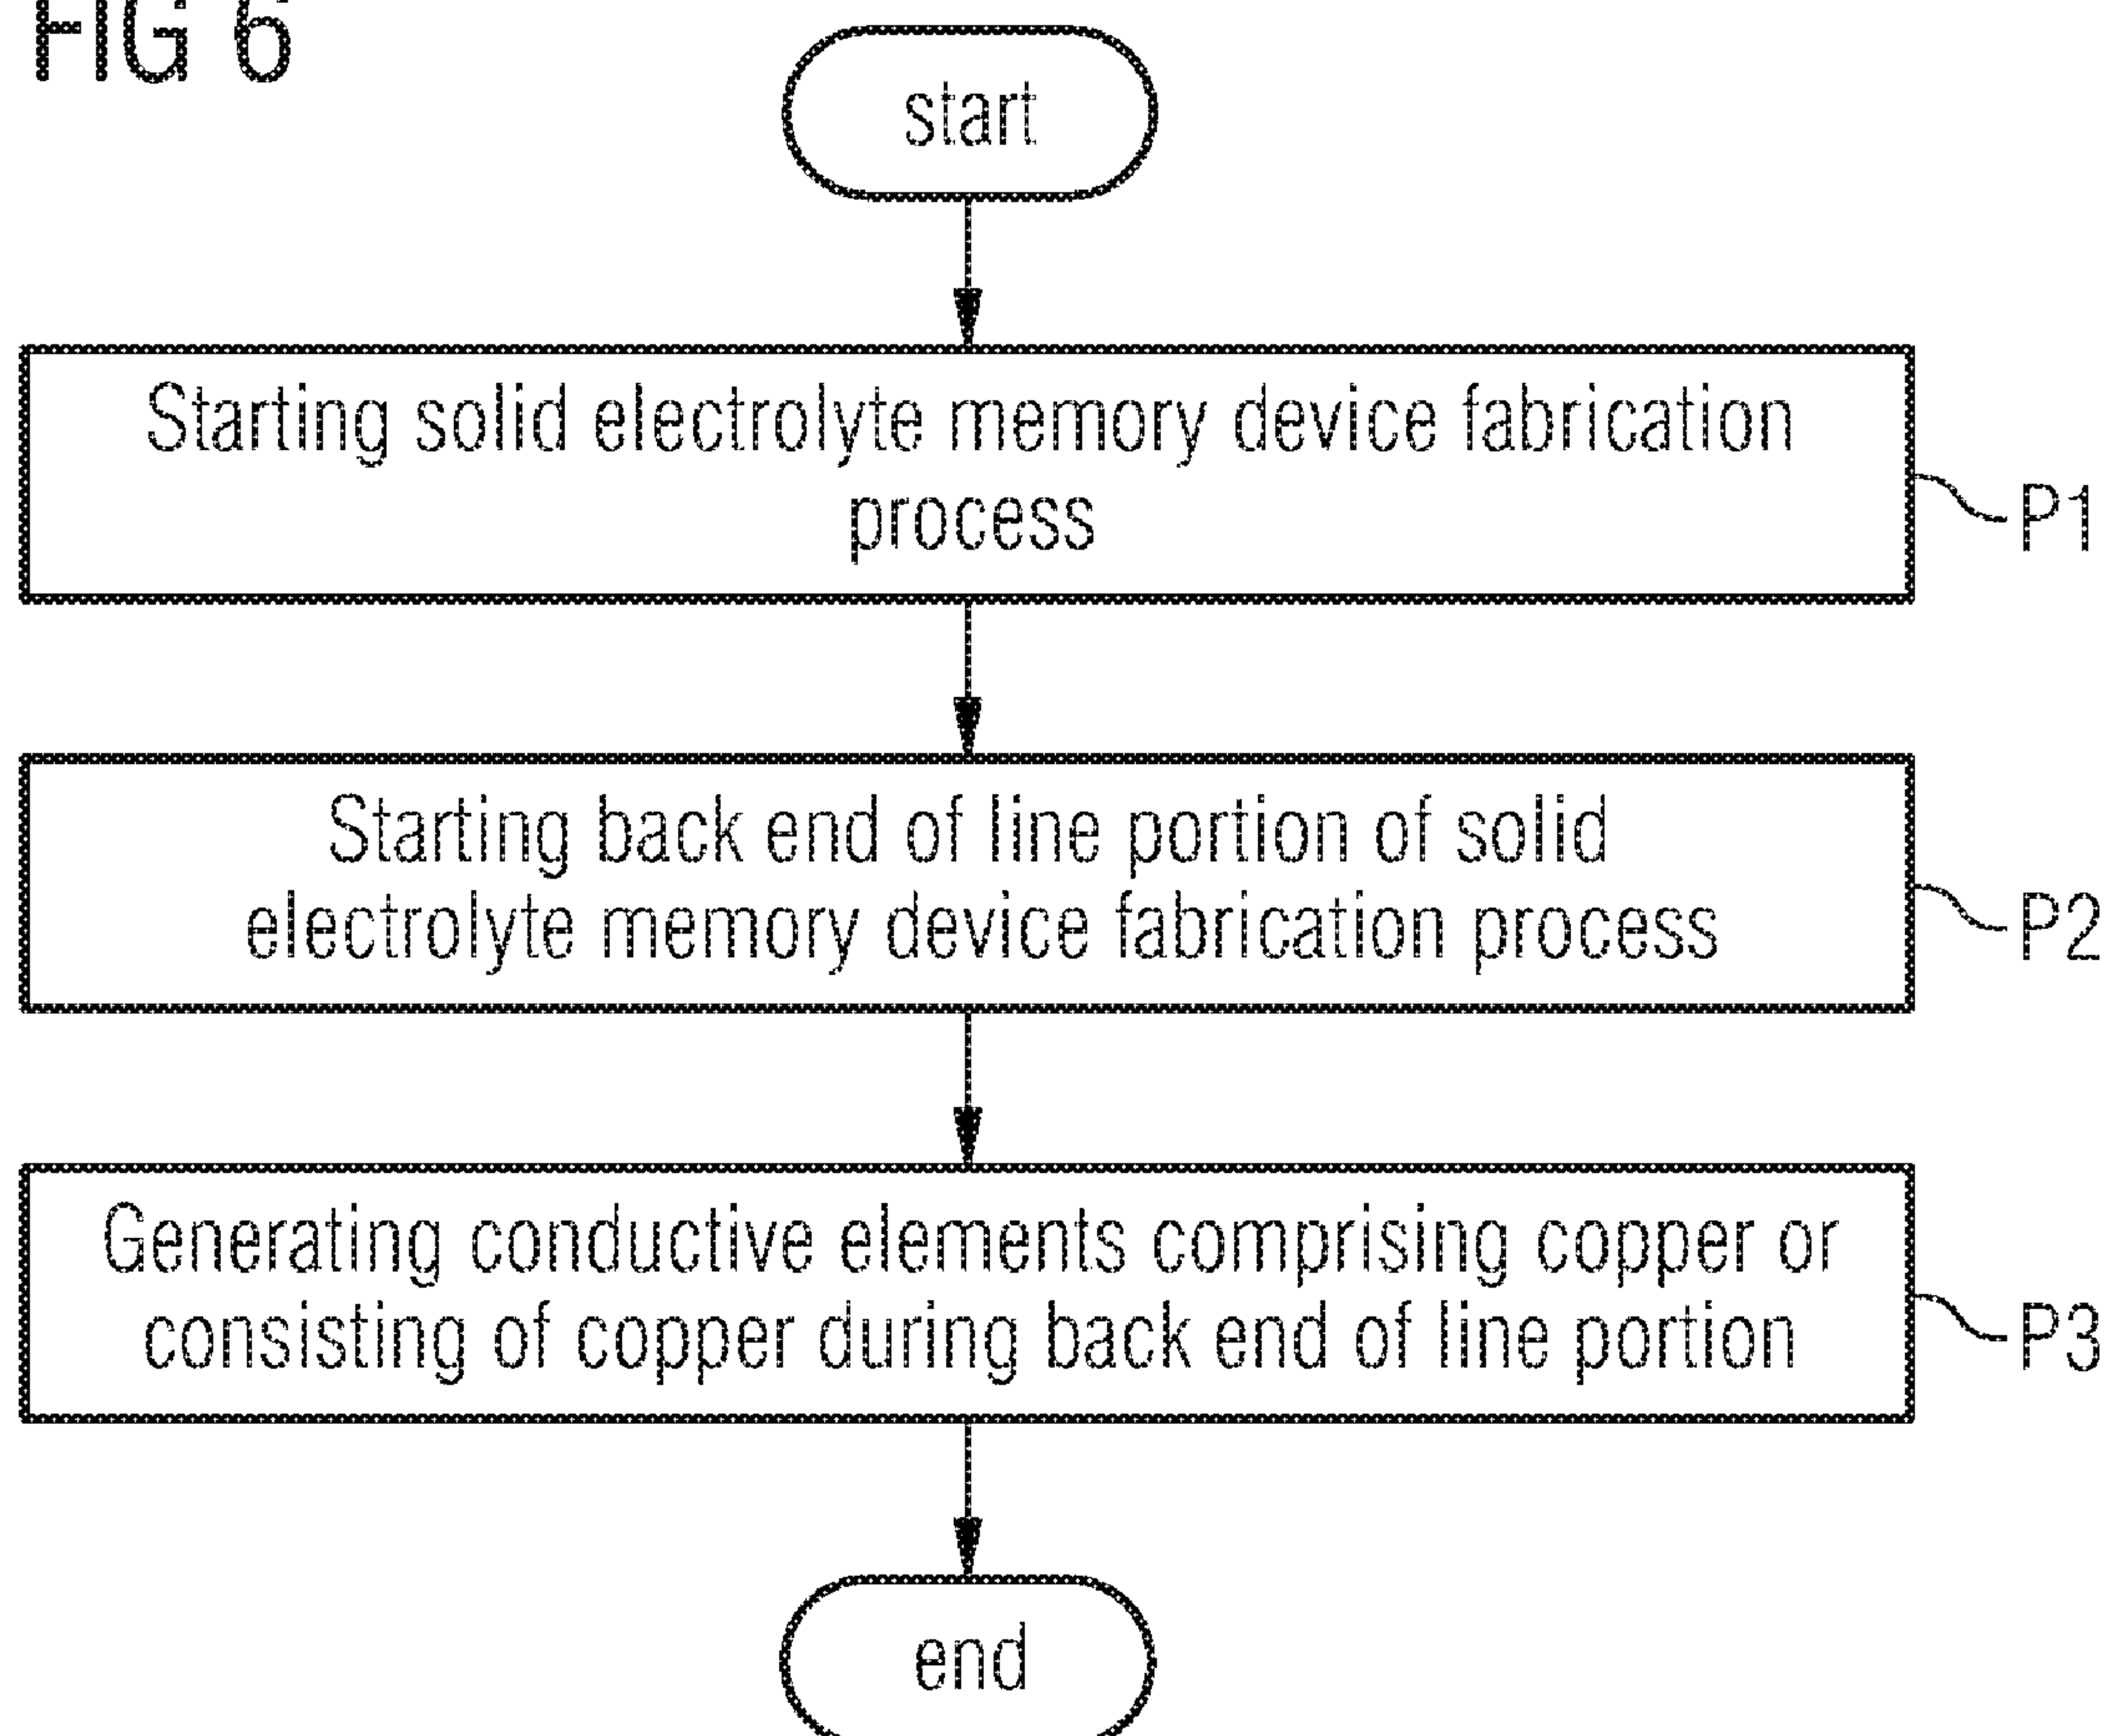 FIG 6
start
Starting solid electrolyte memory device fabrication
process
P1
Starting back end of line portion of solid
electrolyte memory device fabrication process
P2
Generating conductive elements comprising copper or
consisting of copper during back end of line portion
P3
end